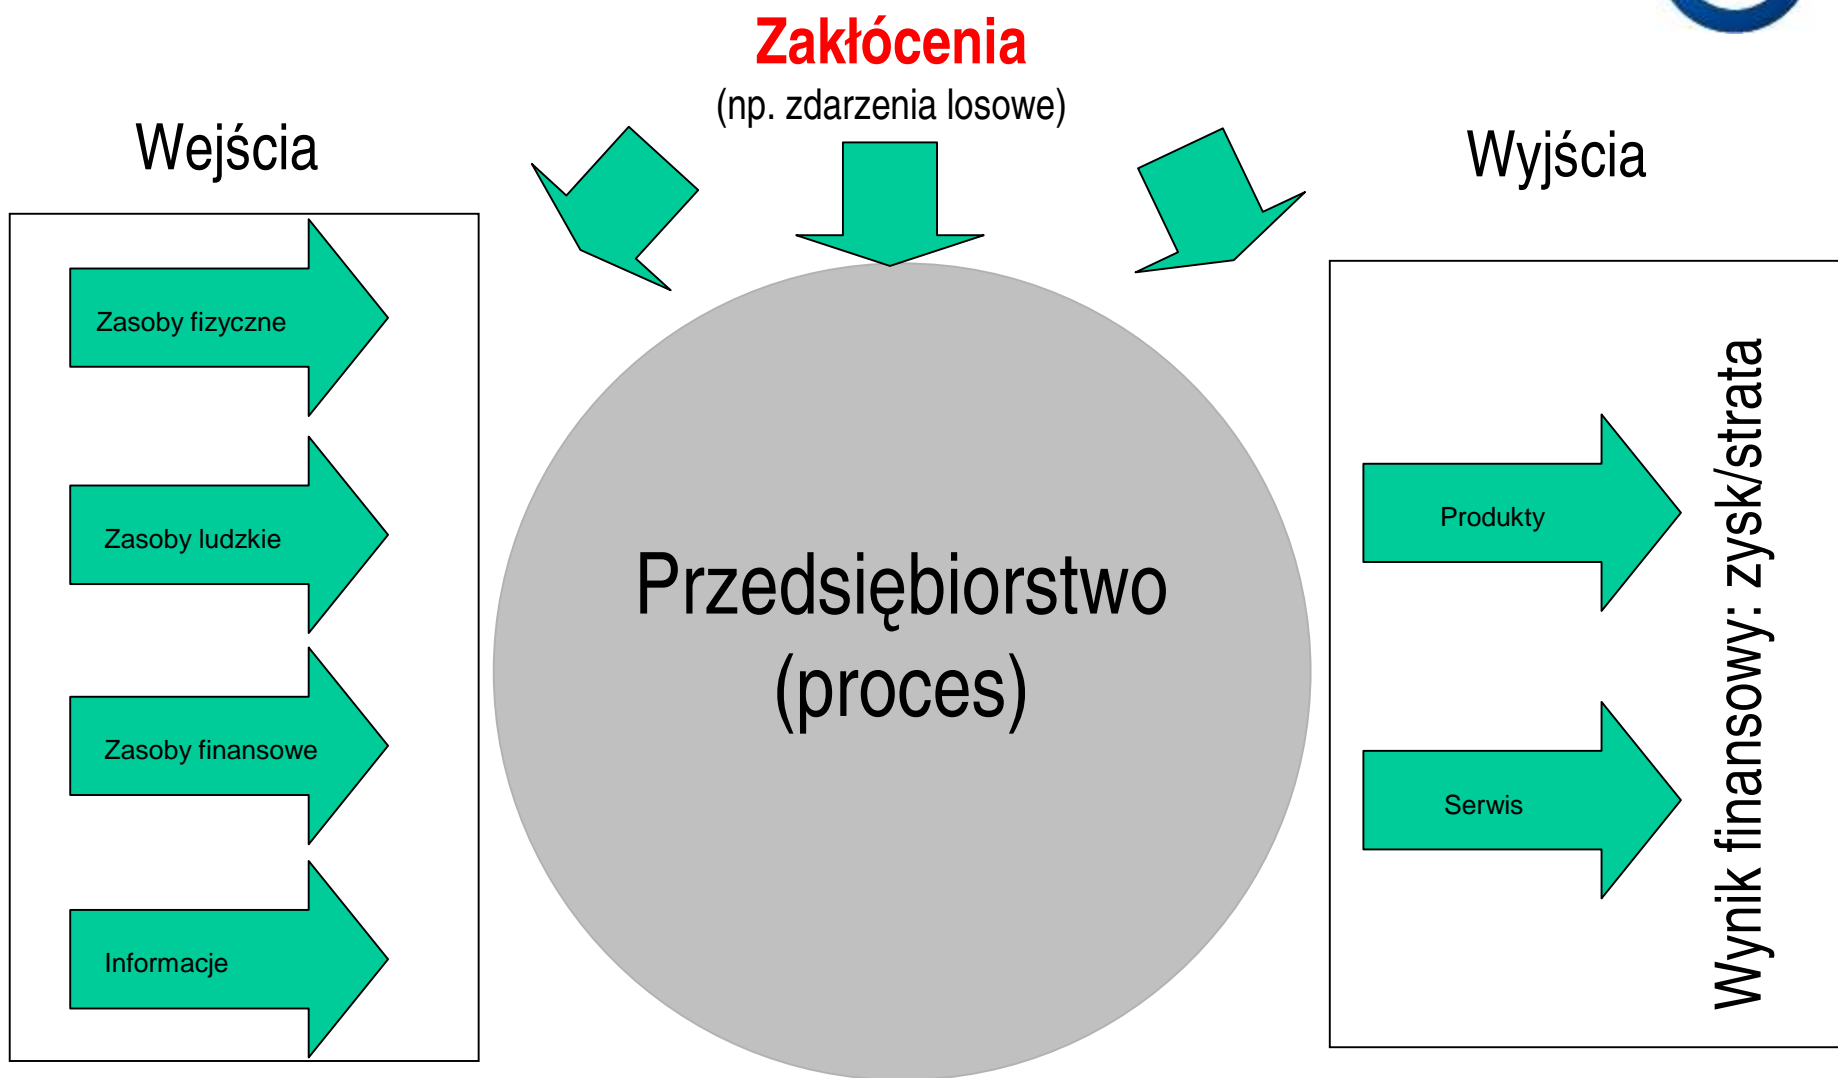 Zakłócenia
(np. zdarzenia losowe)
Wejścia
Wyjścia
Zasoby fizyczne
Zasoby ludzkie
Zasoby finansowe
Informacje
Przedsiębiorstwo
(proces)
Produkty
Serwis
Wynik finansowy: zysk/strata